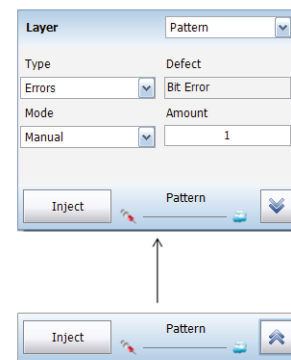 Layer Pattern
Type Defect
Errors Bit Error
Mode Amount
Manual 1
Inject Pattern
Inject Pattern